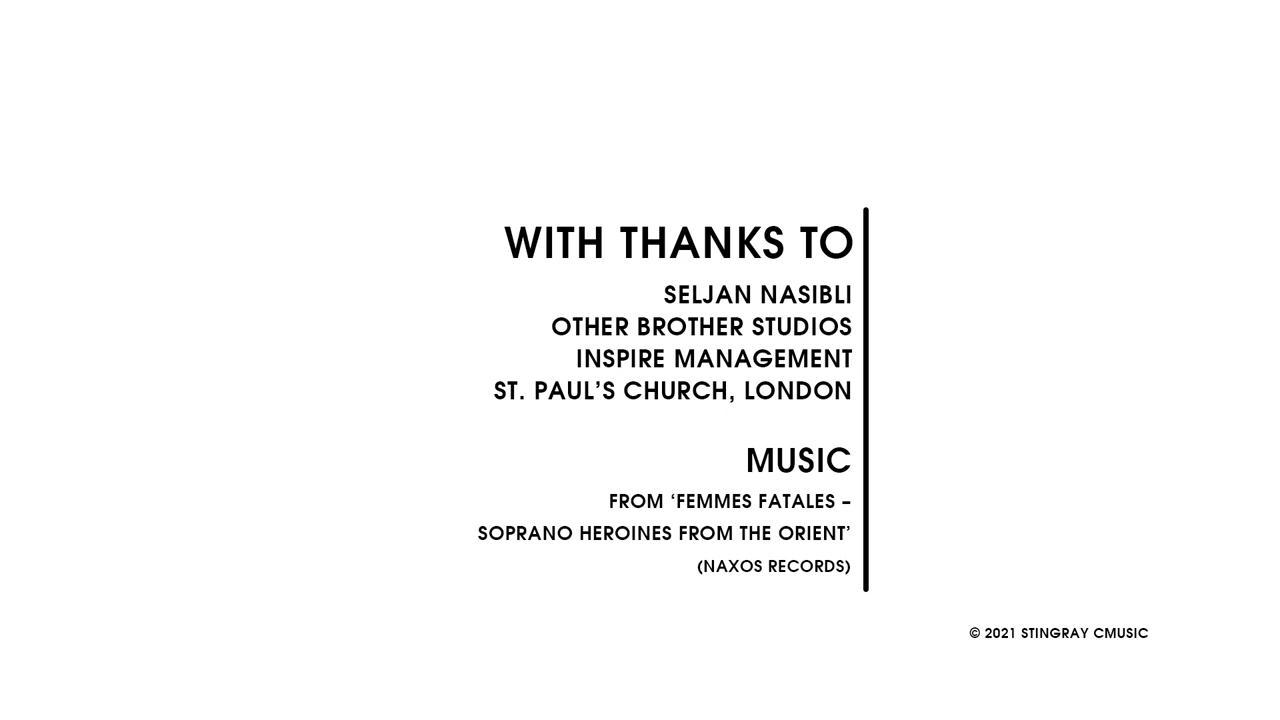 WITH THANKS TO
SELJAN NASIBLI
OTHER BROTHER STUDIOS
INSPIRE MANAGEMENT
ST. PAUL’S CHURCH, LONDON
MUSIC
FROM ‘FEMMES FATALES –
SOPRANO HEROINES FROM THE ORIENT’
(NAXOS RECORDS)
© 2021 STINGRAY CMUSIC